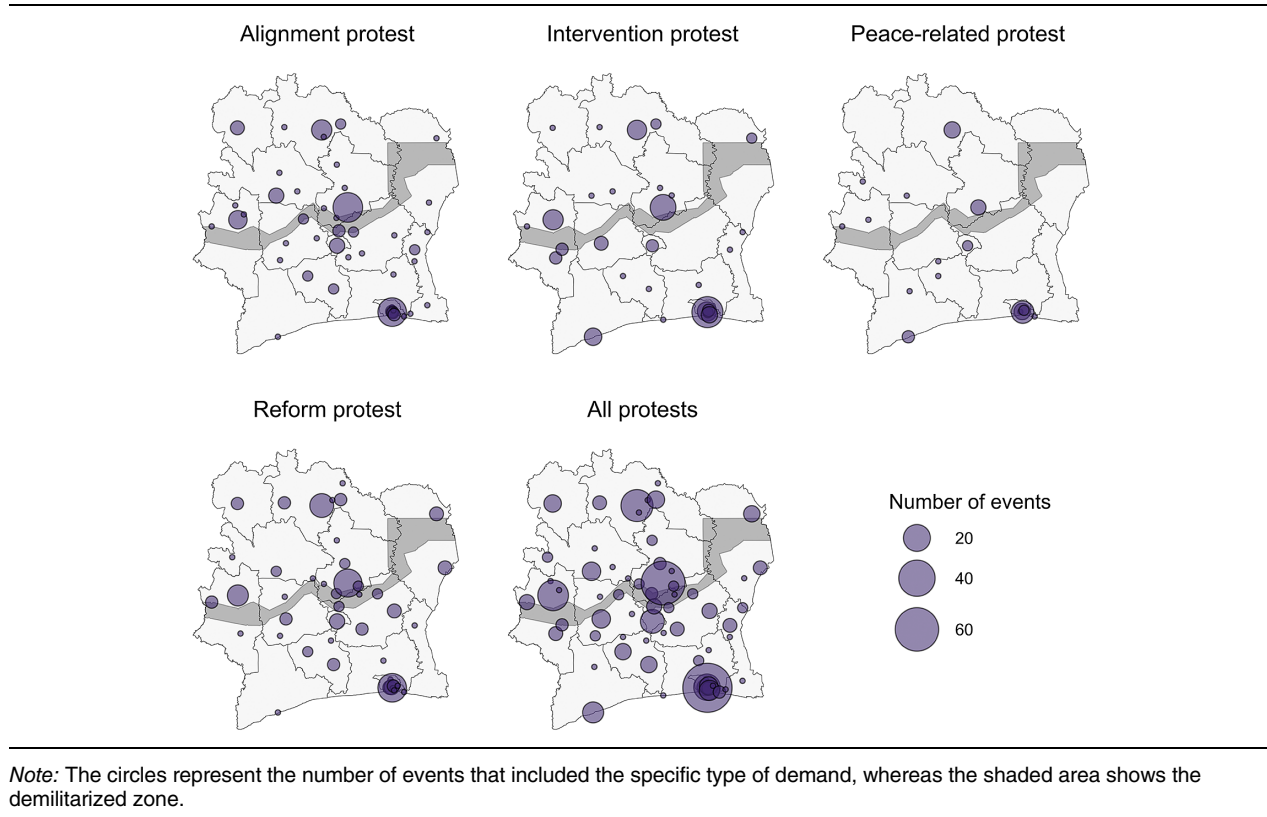 Alignment protest
Intervention protest
Peace-related protest
Reform protest
All protests
Number of events
20
40
60
Note: The circles represent the number of events that included the specific type of demand, whereas the shaded area shows the
demilitarized zone.